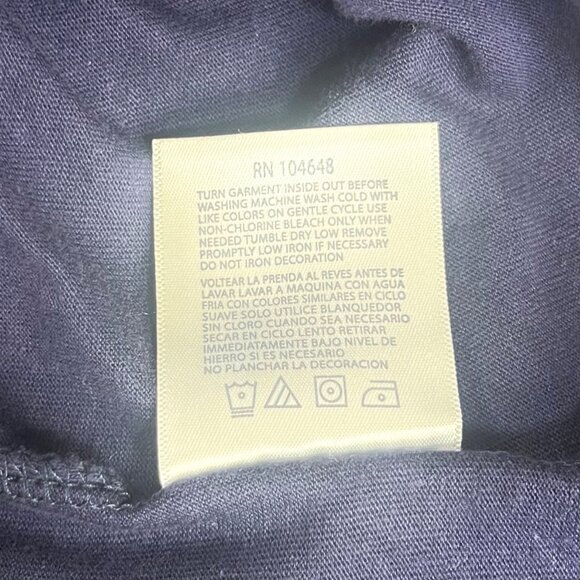 RN 104648
TURN GARMENT INSIDE OUT BEFORE
WASHING MACHINE WASH COLD WITH
LIKE COLORS ON GENTLE CYCLE USE
NON-CHLORINE BLEACH ONLY WHEN
NEEDED TUMBLE DRY LOW REMOVE
PROMPTLY LOW IRON IF NECESSARY
DO NOT IRON DECORATION
VOLTEAR LA PRENDA AL REVES ANTES DE
LAVAR LAVAR A MAQUINA CON AGUA
FRIA CON COLORES SIMILARES EN CICLO
SUAVE SOLO UTILICE BLANQUEADOR
SIN CLORO CUANDO SEA NECESARIO
SECAR EN CICLO LENTO RETIRAR
IMMEDIATAMENTE BAJO NIVEL DE
HIERRO SI ES NECESARIO
NO PLANCHAR LA DECORACION